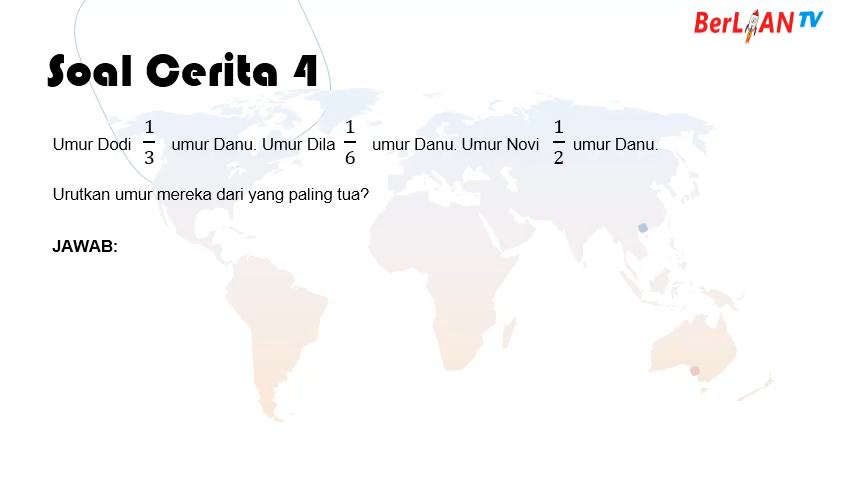 BerLIAN TV
Soal Cerita 4
Umur Dodi 1/3 umur Danu. Umur Dila 1/6 umur Danu. Umur Novi 1/2 umur Danu.
Urutkan umur mereka dari yang paling tua?
JAWAB: